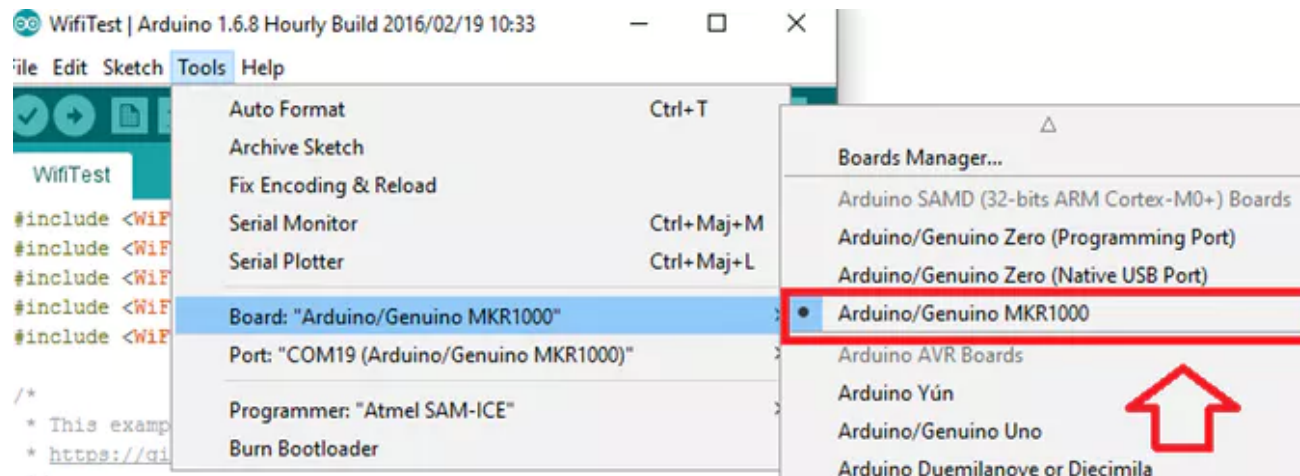 WifiTest | Arduino 1.6.8 Hourly Build 2016/02/19 10:33
File Edit Sketch Tools Help
WifiTest
#include <WiF
#include <WiF
#include <WiF
#include <WiF
#include <WiF
/*
* This examp
* https://gi
Auto Format Ctrl+T
Archive Sketch
Fix Encoding & Reload
Serial Monitor Ctrl+Maj+M
Serial Plotter Ctrl+Maj+L
Board: "Arduino/Genuino MKR1000"
Port: "COM19 (Arduino/Genuino MKR1000)"
Programmer: "Atmel SAM-ICE"
Burn Bootloader
Boards Manager...
Arduino SAMD (32-bits ARM Cortex-M0+) Boards
Arduino/Genuino Zero (Programming Port)
Arduino/Genuino Zero (Native USB Port)
Arduino/Genuino MKR1000
Arduino AVR Boards
Arduino Yún
Arduino/Genuino Uno
Arduino Duemilanove or Diecimila